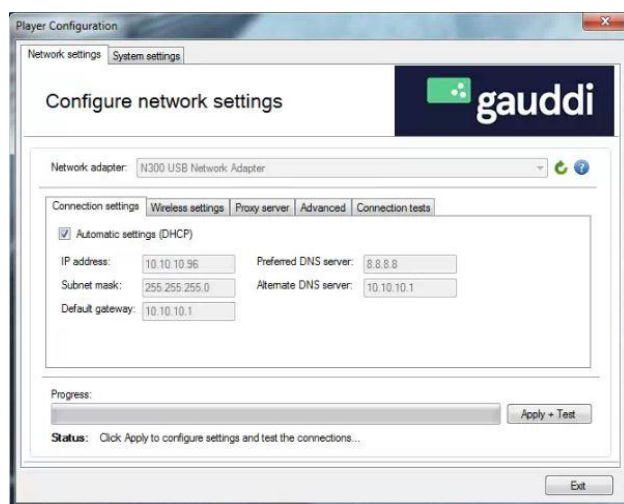 Player Configuration
Network settings System settings
Configure network settings
gauddi
Network adapter: N300 USB Network Adapter
Connection settings Wireless settings Proxy server Advanced Connection tests
Automatic settings (DHCP)
IP address: 10.10.10.96 Preferred DNS server: 8.8.8.8
Subnet mask: 255.255.255.0 Alternate DNS server: 10.10.10.1
Default gateway: 10.10.10.1
Progress:
Apply + Test
Status: Click Apply to configure settings and test the connections...
Exit